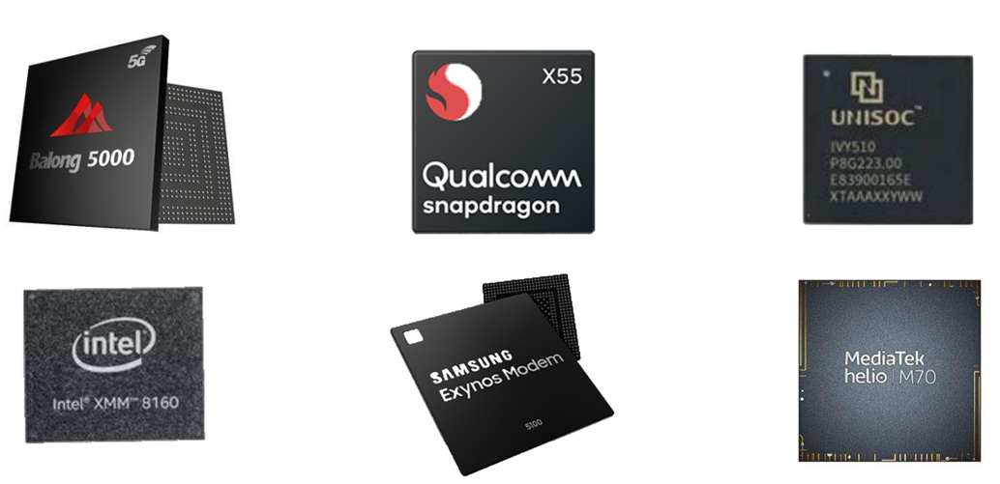 5G
Balong 5000
X55
Qualcomm
snapdragon
UNISOC™
IVY510
P8G223.00
E83900165E
XTAAAXXYWW
intel
Intel® XMM™ 8160
SAMSUNG
Exynos Modem
5100
MediaTek
helio M70